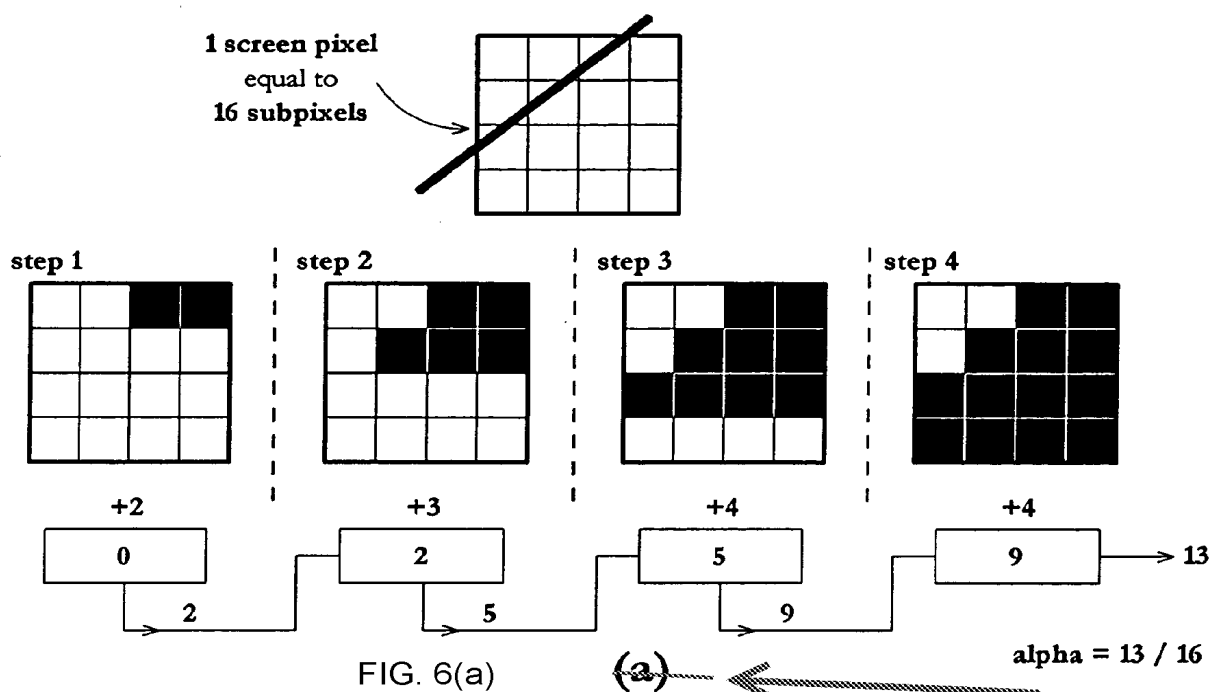 1 screen pixel
equal to
16 subpixels
step 1
step 2
step 3
step 4
+2
+3
+4
+4
0
2
5
9
13
2
5
9
alpha = 13 / 16
FIG. 6(a)
(a)